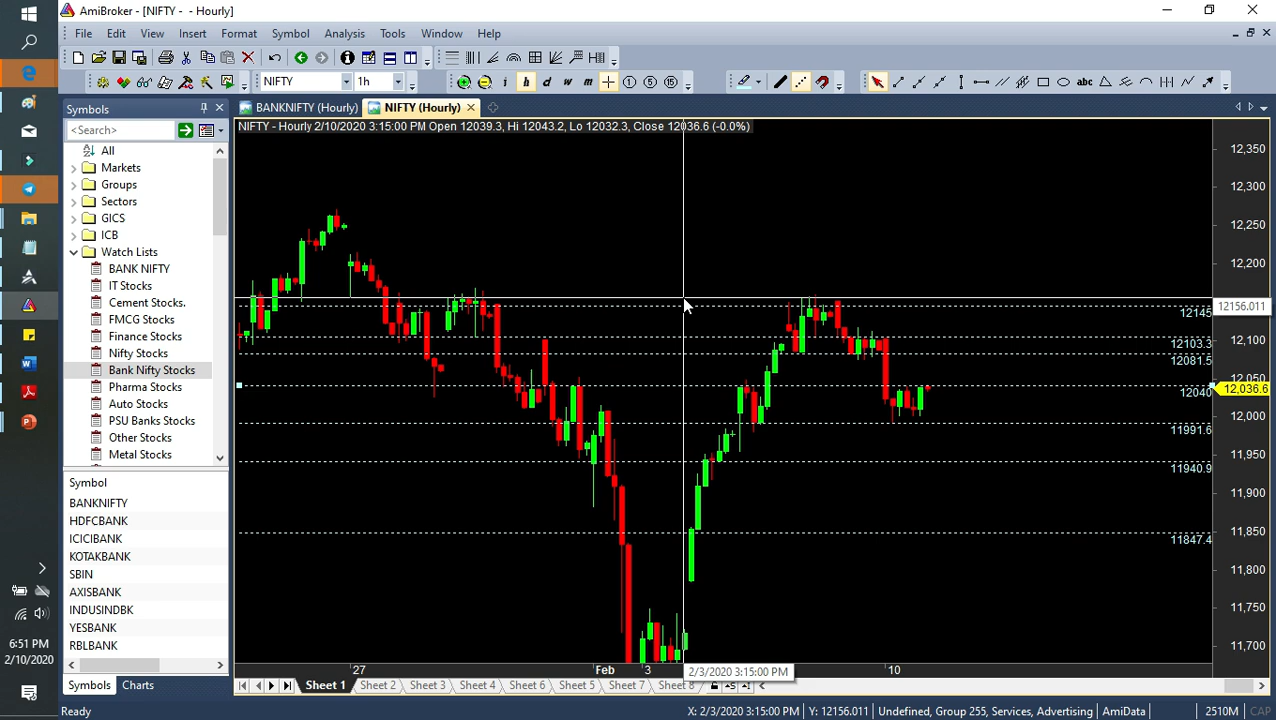 AmiBroker - [NIFTY - - Hourly)]
File Edit View Insert Format Symbol Analysis Tools Window Help
NIFTY 1h i h d w m 1 5 15 abc
Symbols
BANKNIFTY (Hourly) NIFTY (Hourly)
<Search>
NIFTY - Hourly 2/10/2020 3:15:00 PM Open 12039.3, Hi 12043.2, Lo 12032.3, Close 12036.6 (-0.0%)
All
Markets
Groups
Sectors
GICS
ICB
Watch Lists
BANK NIFTY
IT Stocks
Cement Stocks.
FMCG Stocks
Finance Stocks
Nifty Stocks
Bank Nifty Stocks
Pharma Stocks
Auto Stocks
PSU Banks Stocks
Other Stocks
Metal Stocks
Symbol
BANKNIFTY
HDFCBANK
ICICIBANK
KOTAKBANK
SBIN
AXISBANK
INDUSINDBK
YESBANK
RBLBANK
Symbols Charts
12,350
12,300
12,250
12,200
12156.011
12145
12,100
12103.3
12081.5
12,050
12,036.6
12040
12,000
11991.6
11,950
11940.9
11,900
11,850
11847.4
11,800
11,750
11,700
27 Feb 3 10
2/3/2020 3:15:00 PM
Sheet 1 Sheet 2 Sheet 3 Sheet 4 Sheet 6 Sheet 5 Sheet 7 Sheet 8
6:51 PM
2/10/2020
Ready
X: 2/3/2020 3:15:00 PM Y: 12156.011 Undefined, Group 255, Services, Advertising AmiData 2510M CAP